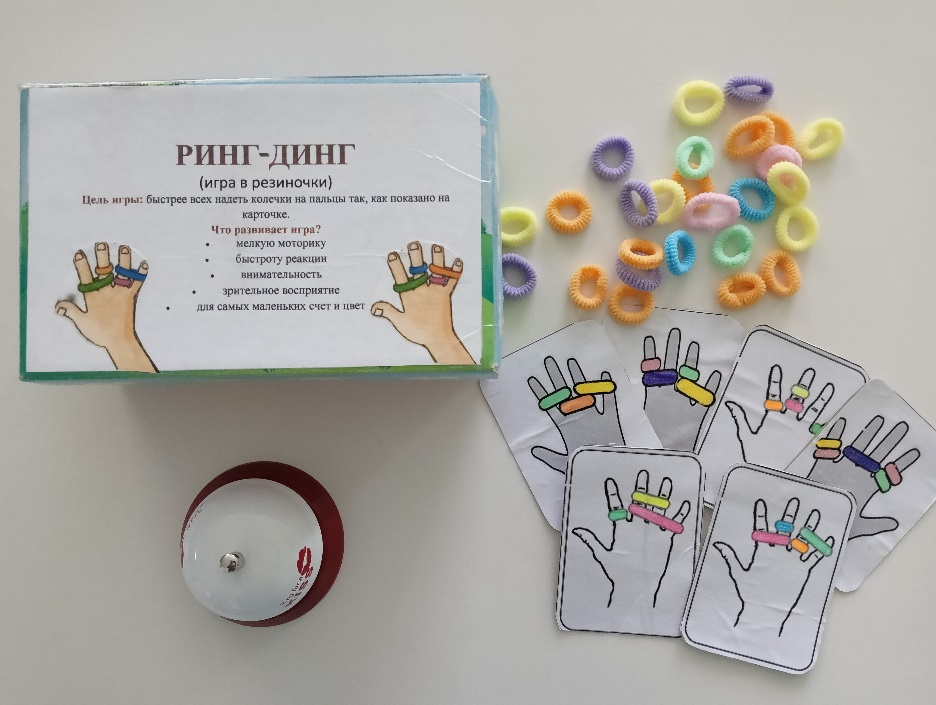 РИНГ-ДИНГ
(игра в резиночки)
Цель игры: быстрее всех надеть колечки на пальцы так, как показано на
карточке.
Что развивает игра?
• мелкую моторику
• быстроту реакции
• внимательность
• зрительное восприятие
• для самых маленьких счет и цвет